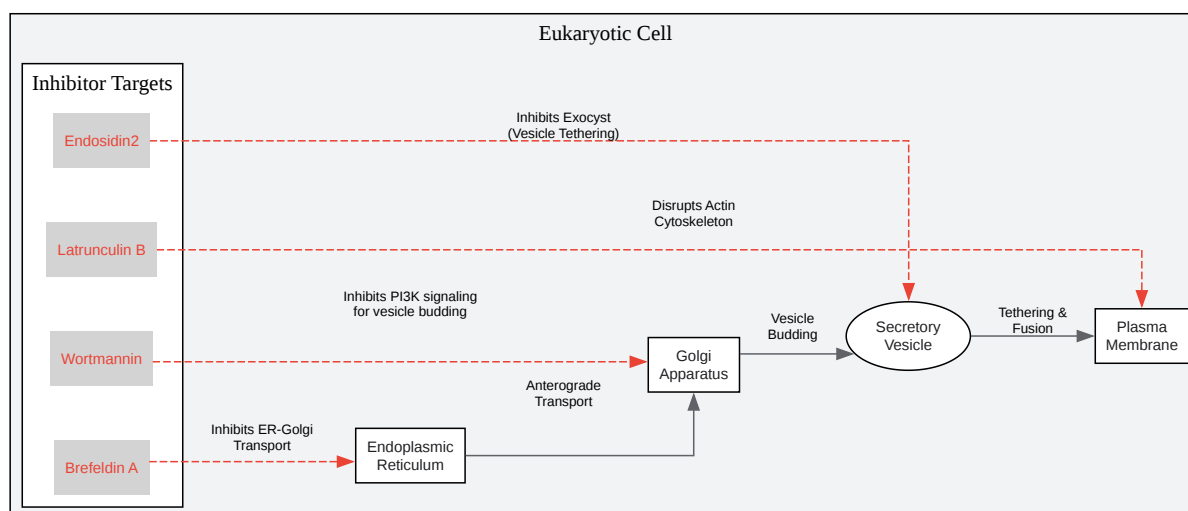 Eukaryotic Cell
Inhibitor Targets
Endosidin2
Inhibits Exocyst
(Vesicle Tethering)
Latrunculin B
Disrupts Actin
Cytoskeleton
Inhibits PI3K signaling
for vesicle budding
Wortmannin
Golgi
Apparatus
Vesicle
Budding
Secretory
Vesicle
Tethering &
Fusion
Plasma
Membrane
Anterograde
Transport
Brefeldin A
Inhibits ER-Golgi
Transport
Endoplasmic
Reticulum